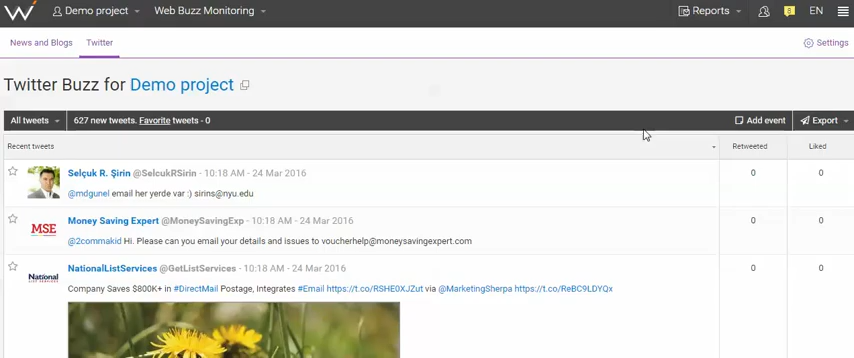 Demo project Web Buzz Monitoring Reports 8 EN
News and Blogs Twitter Settings
Twitter Buzz for Demo project
All tweets 627 new tweets. Favorite tweets - 0 Add event Export
Recent tweets Retweeted Liked
Selçuk R. Şirin @SelcukRSirin - 10:18 AM - 24 Mar 2016 0 0
@mdgunel email her yerde var :) sirins@nyu.edu
MSE Money Saving Expert @MoneySavingExp - 10:18 AM - 24 Mar 2016 0 0
@2commakid Hi. Please can you email your details and issues to voucherhelp@moneysavingexpert.com
NationalListServices @GetListServices - 10:18 AM - 24 Mar 2016 0 0
National
LIST SERVICES
Company Saves $800K+ in #DirectMail Postage, Integrates #Email https://t.co/RSHE0XJZut via @MarketingSherpa https://t.co/ReBC9LDYQx